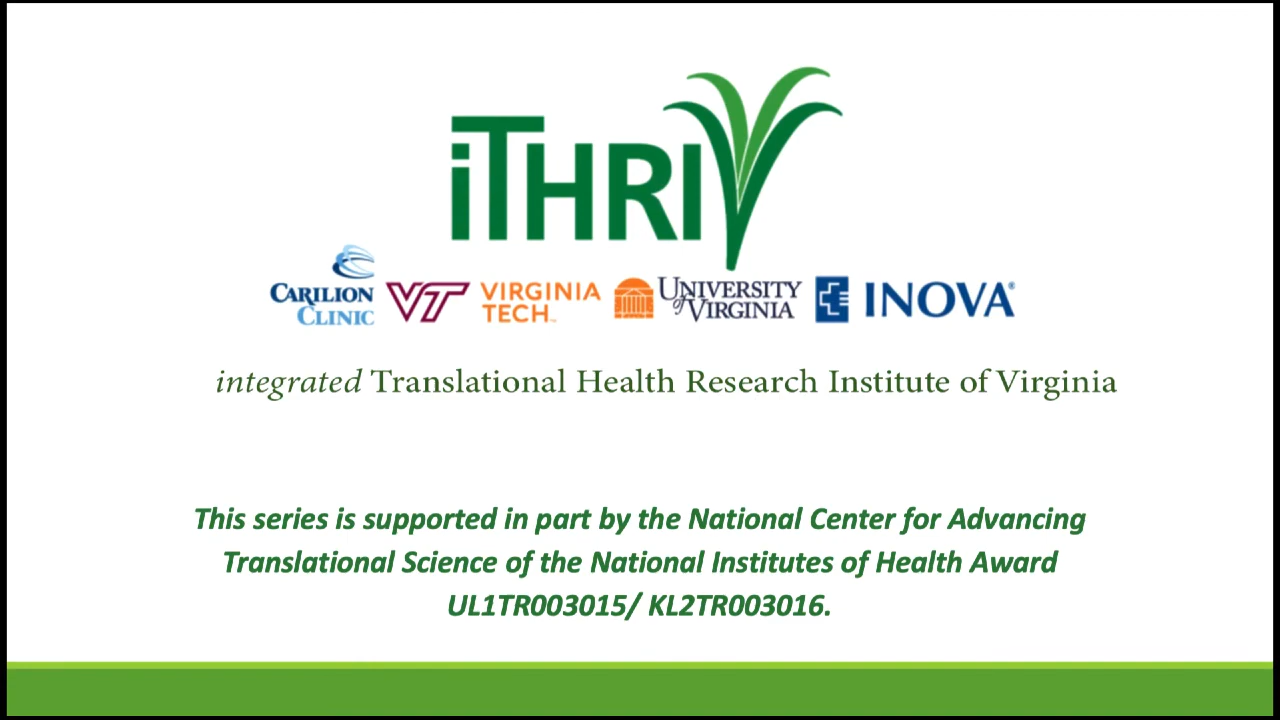 iTHRIV
CARILION CLINIC VT VIRGINIA TECH™ UNIVERSITY of VIRGINIA INOVA®
integrated Translational Health Research Institute of Virginia
This series is supported in part by the National Center for Advancing
Translational Science of the National Institutes of Health Award
UL1TR003015/ KL2TR003016.